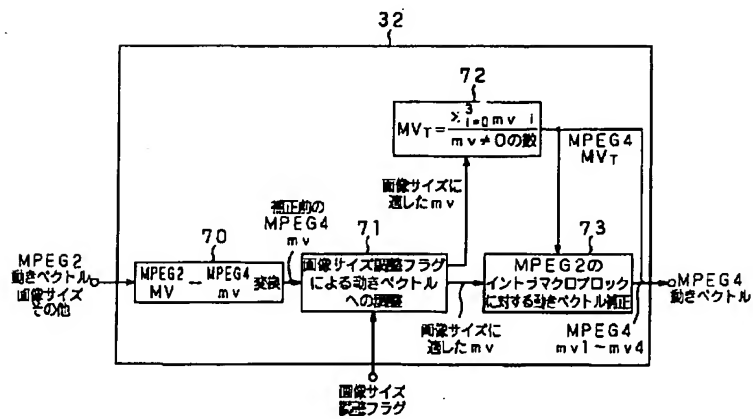 32
72
MVT=Σ³i=0 mv i
mv≠0の数
MPEG4
MVT
画像サイズに
適したmv
補正前の
MPEG4
mv
70
71
73
MPEG2
動きベクトル
画像サイズ
その他
MPEG2 MPEG4
MV — mv 変換
画像サイズ調整フラグ
による動きベクトル
への調整
MPEG2の
イントラマクロブロック
に対する動きベクトル補正
MPEG4
動きベクトル
画像サイズに
適したmv
MPEG4
mv1~mv4
画像サイズ
調整フラグ